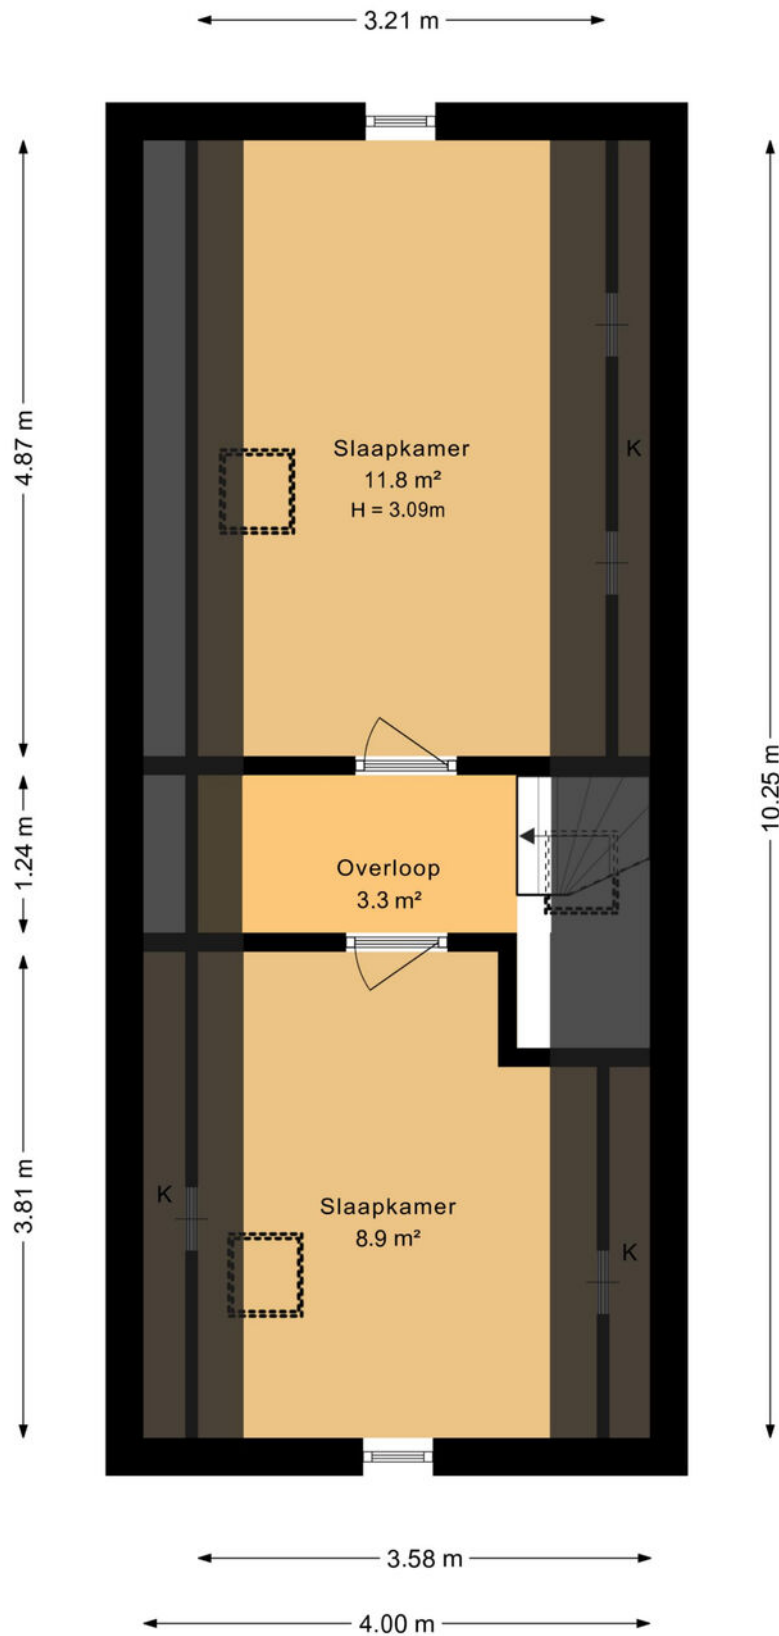 3.21 m
4.87 m
Slaapkamer
11.8 m²
H = 3.09m
K
10.25 m
1.24 m
Overloop
3.3 m²
3.81 m
K
Slaapkamer
8.9 m²
K
3.58 m
4.00 m